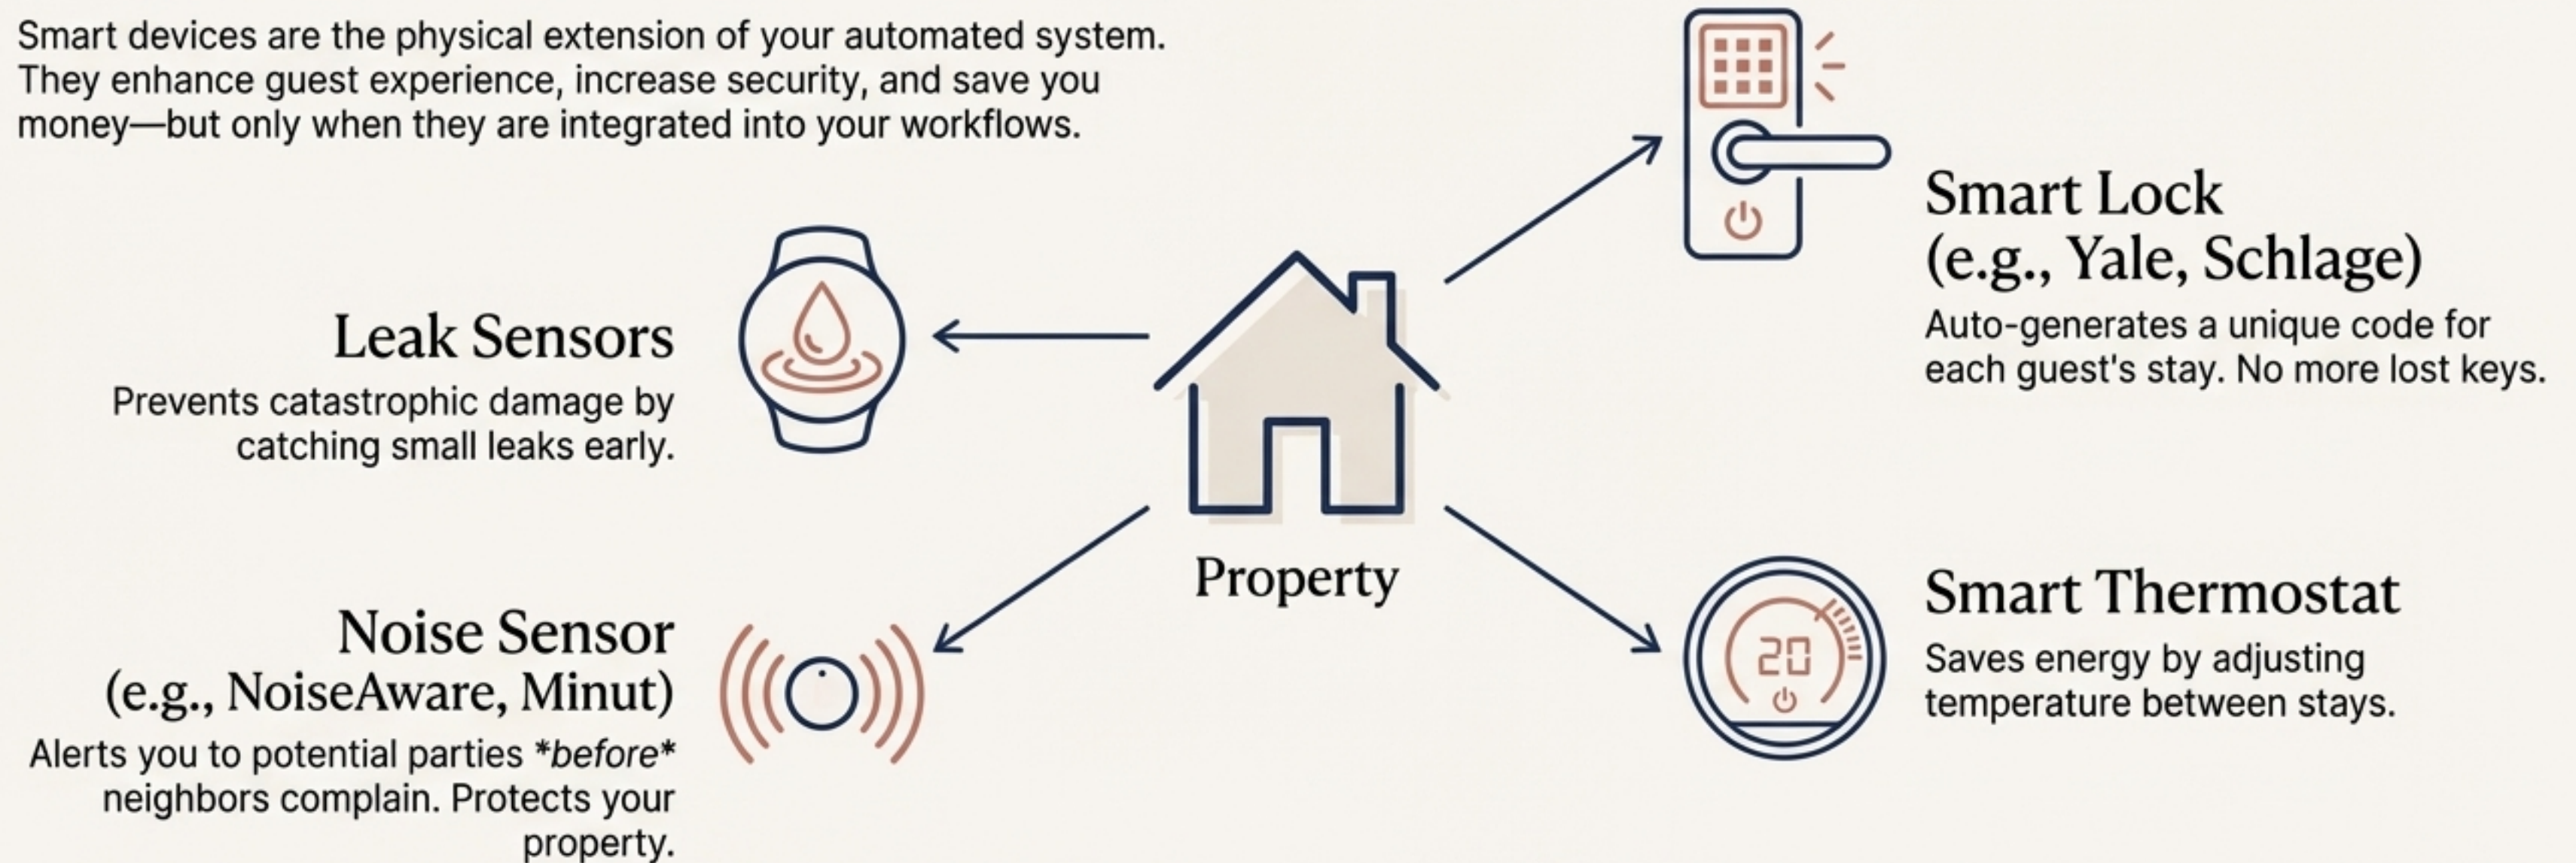 Smart devices are the physical extension of your automated system.
They enhance guest experience, increase security, and save you
money—but only when they are integrated into your workflows.
Smart Lock
(e.g., Yale, Schlage)
Auto-generates a unique code for
each guest's stay. No more lost keys.
Leak Sensors
Prevents catastrophic damage by
catching small leaks early.
Property
Noise Sensor
(e.g., NoiseAware, Minut)
Alerts you to potential parties *before*
neighbors complain. Protects your
property.
Smart Thermostat
Saves energy by adjusting
temperature between stays.
20